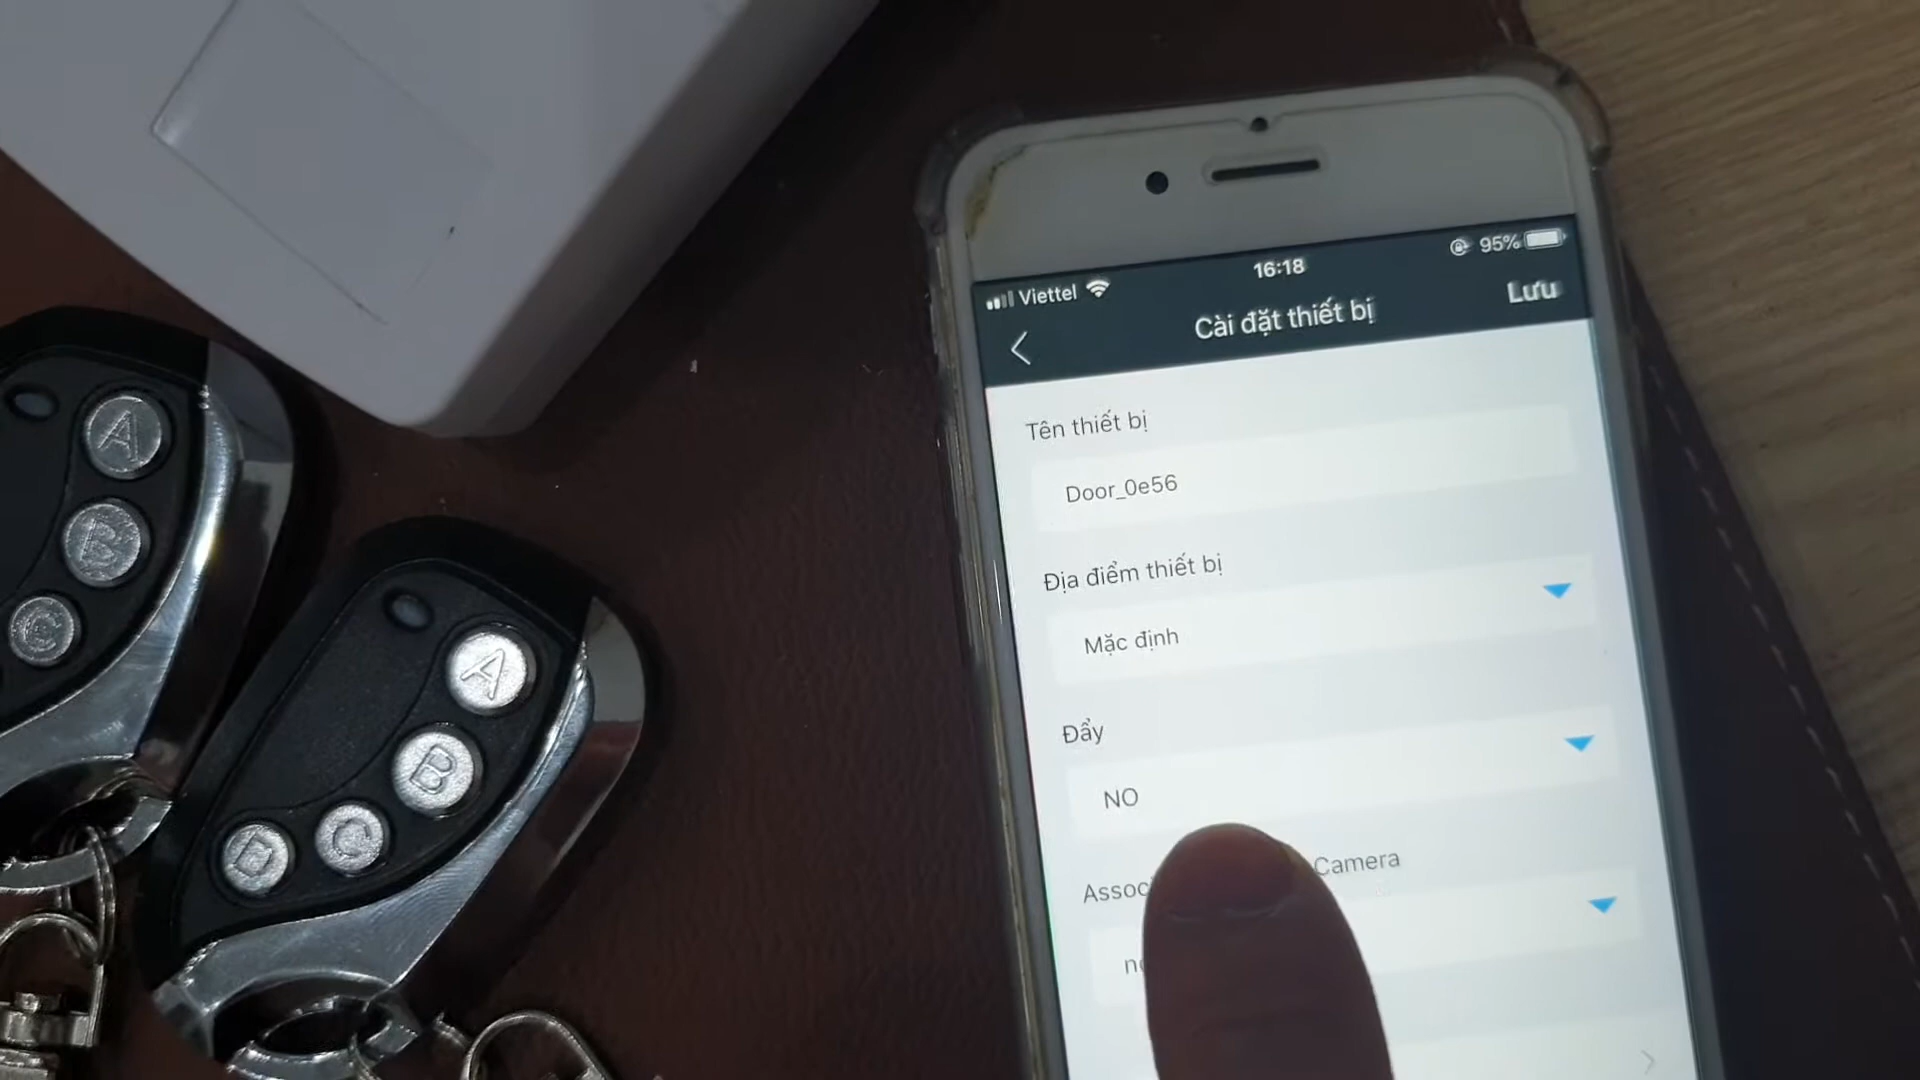 Viettel
16:18
95%
Cài đặt thiết bị
Lưu
Tên thiết bị
Door_0e56
Địa điểm thiết bị
Mặc định
Đẩy
NO
Camera
A
B
C
A
B
C
D